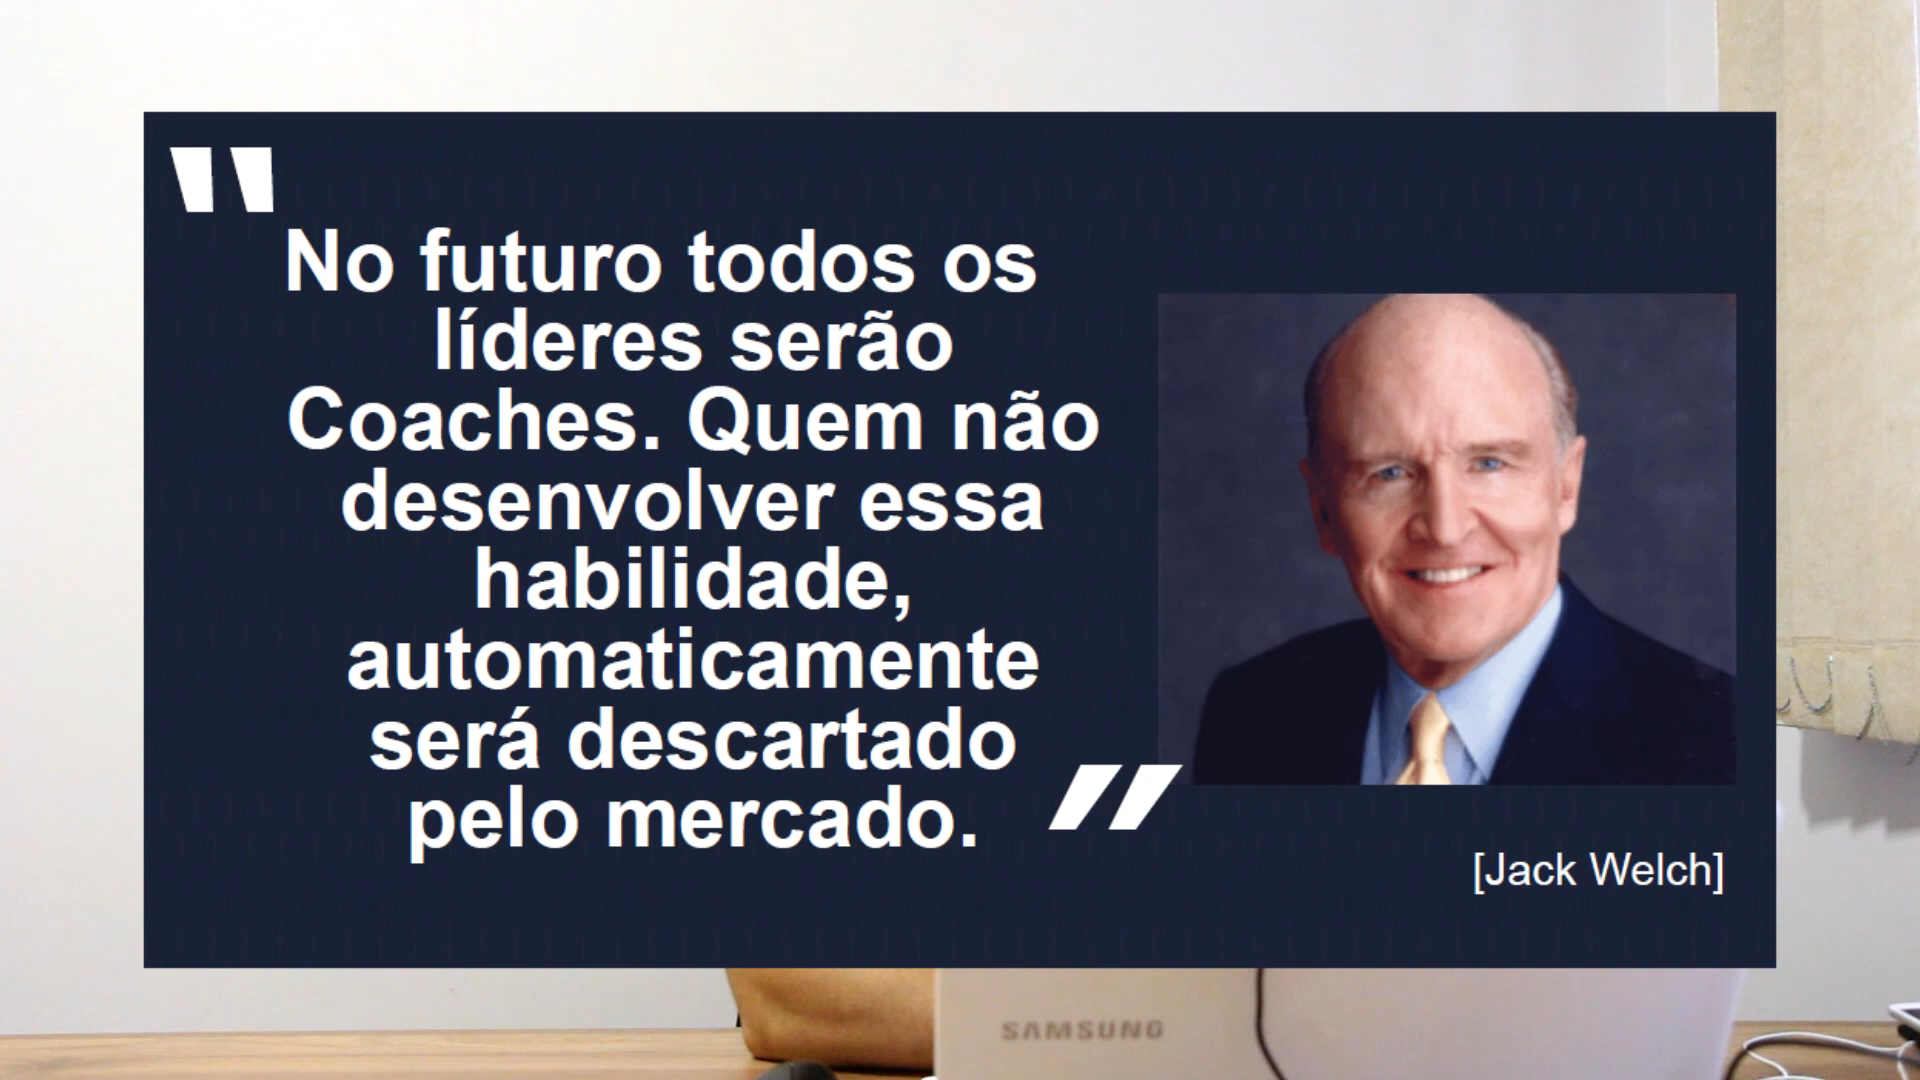 "
No futuro todos os
líderes serão
Coaches. Quem não
desenvolver essa
habilidade,
automaticamente
será descartado
pelo mercado. "
[Jack Welch]
SAMSUNG